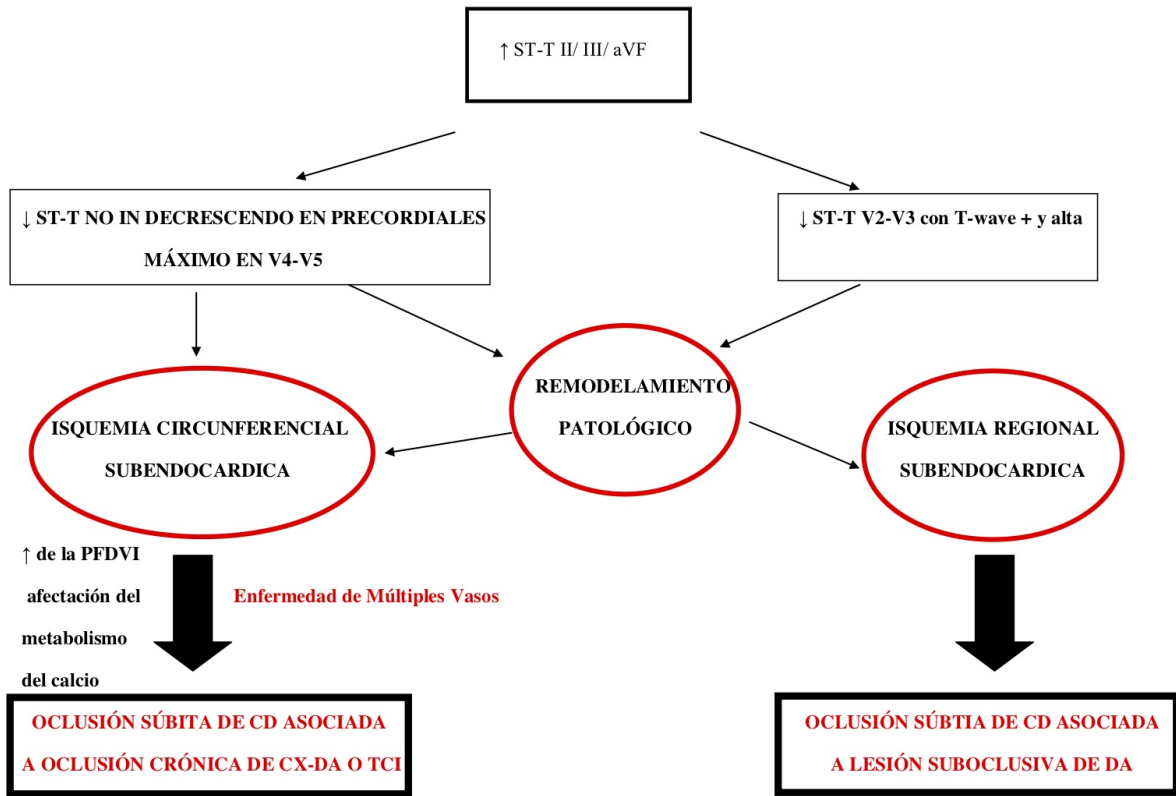 ↑ ST-T II/ III/ aVF
↓ ST-T NO IN DECRESCENDO EN PRECORDIALES
MÁXIMO EN V4-V5
↓ ST-T V2-V3 con T-wave + y alta
REMODELAMIENTO
PATOLÓGICO
ISQUEMIA CIRCUNFERENCIAL
SUBENDOCARDICA
ISQUEMIA REGIONAL
SUBENDOCARDICA
↑ de la PFDVI
afectación del
metabolismo
del calcio
Enfermedad de Múltiples Vasos
OCLUSIÓN SÚBITA DE CD ASOCIADA
A OCLUSIÓN CRÓNICA DE CX-DA O TCI
OCLUSIÓN SÚBTIA DE CD ASOCIADA
A LESIÓN SUBOCLUSIVA DE DA